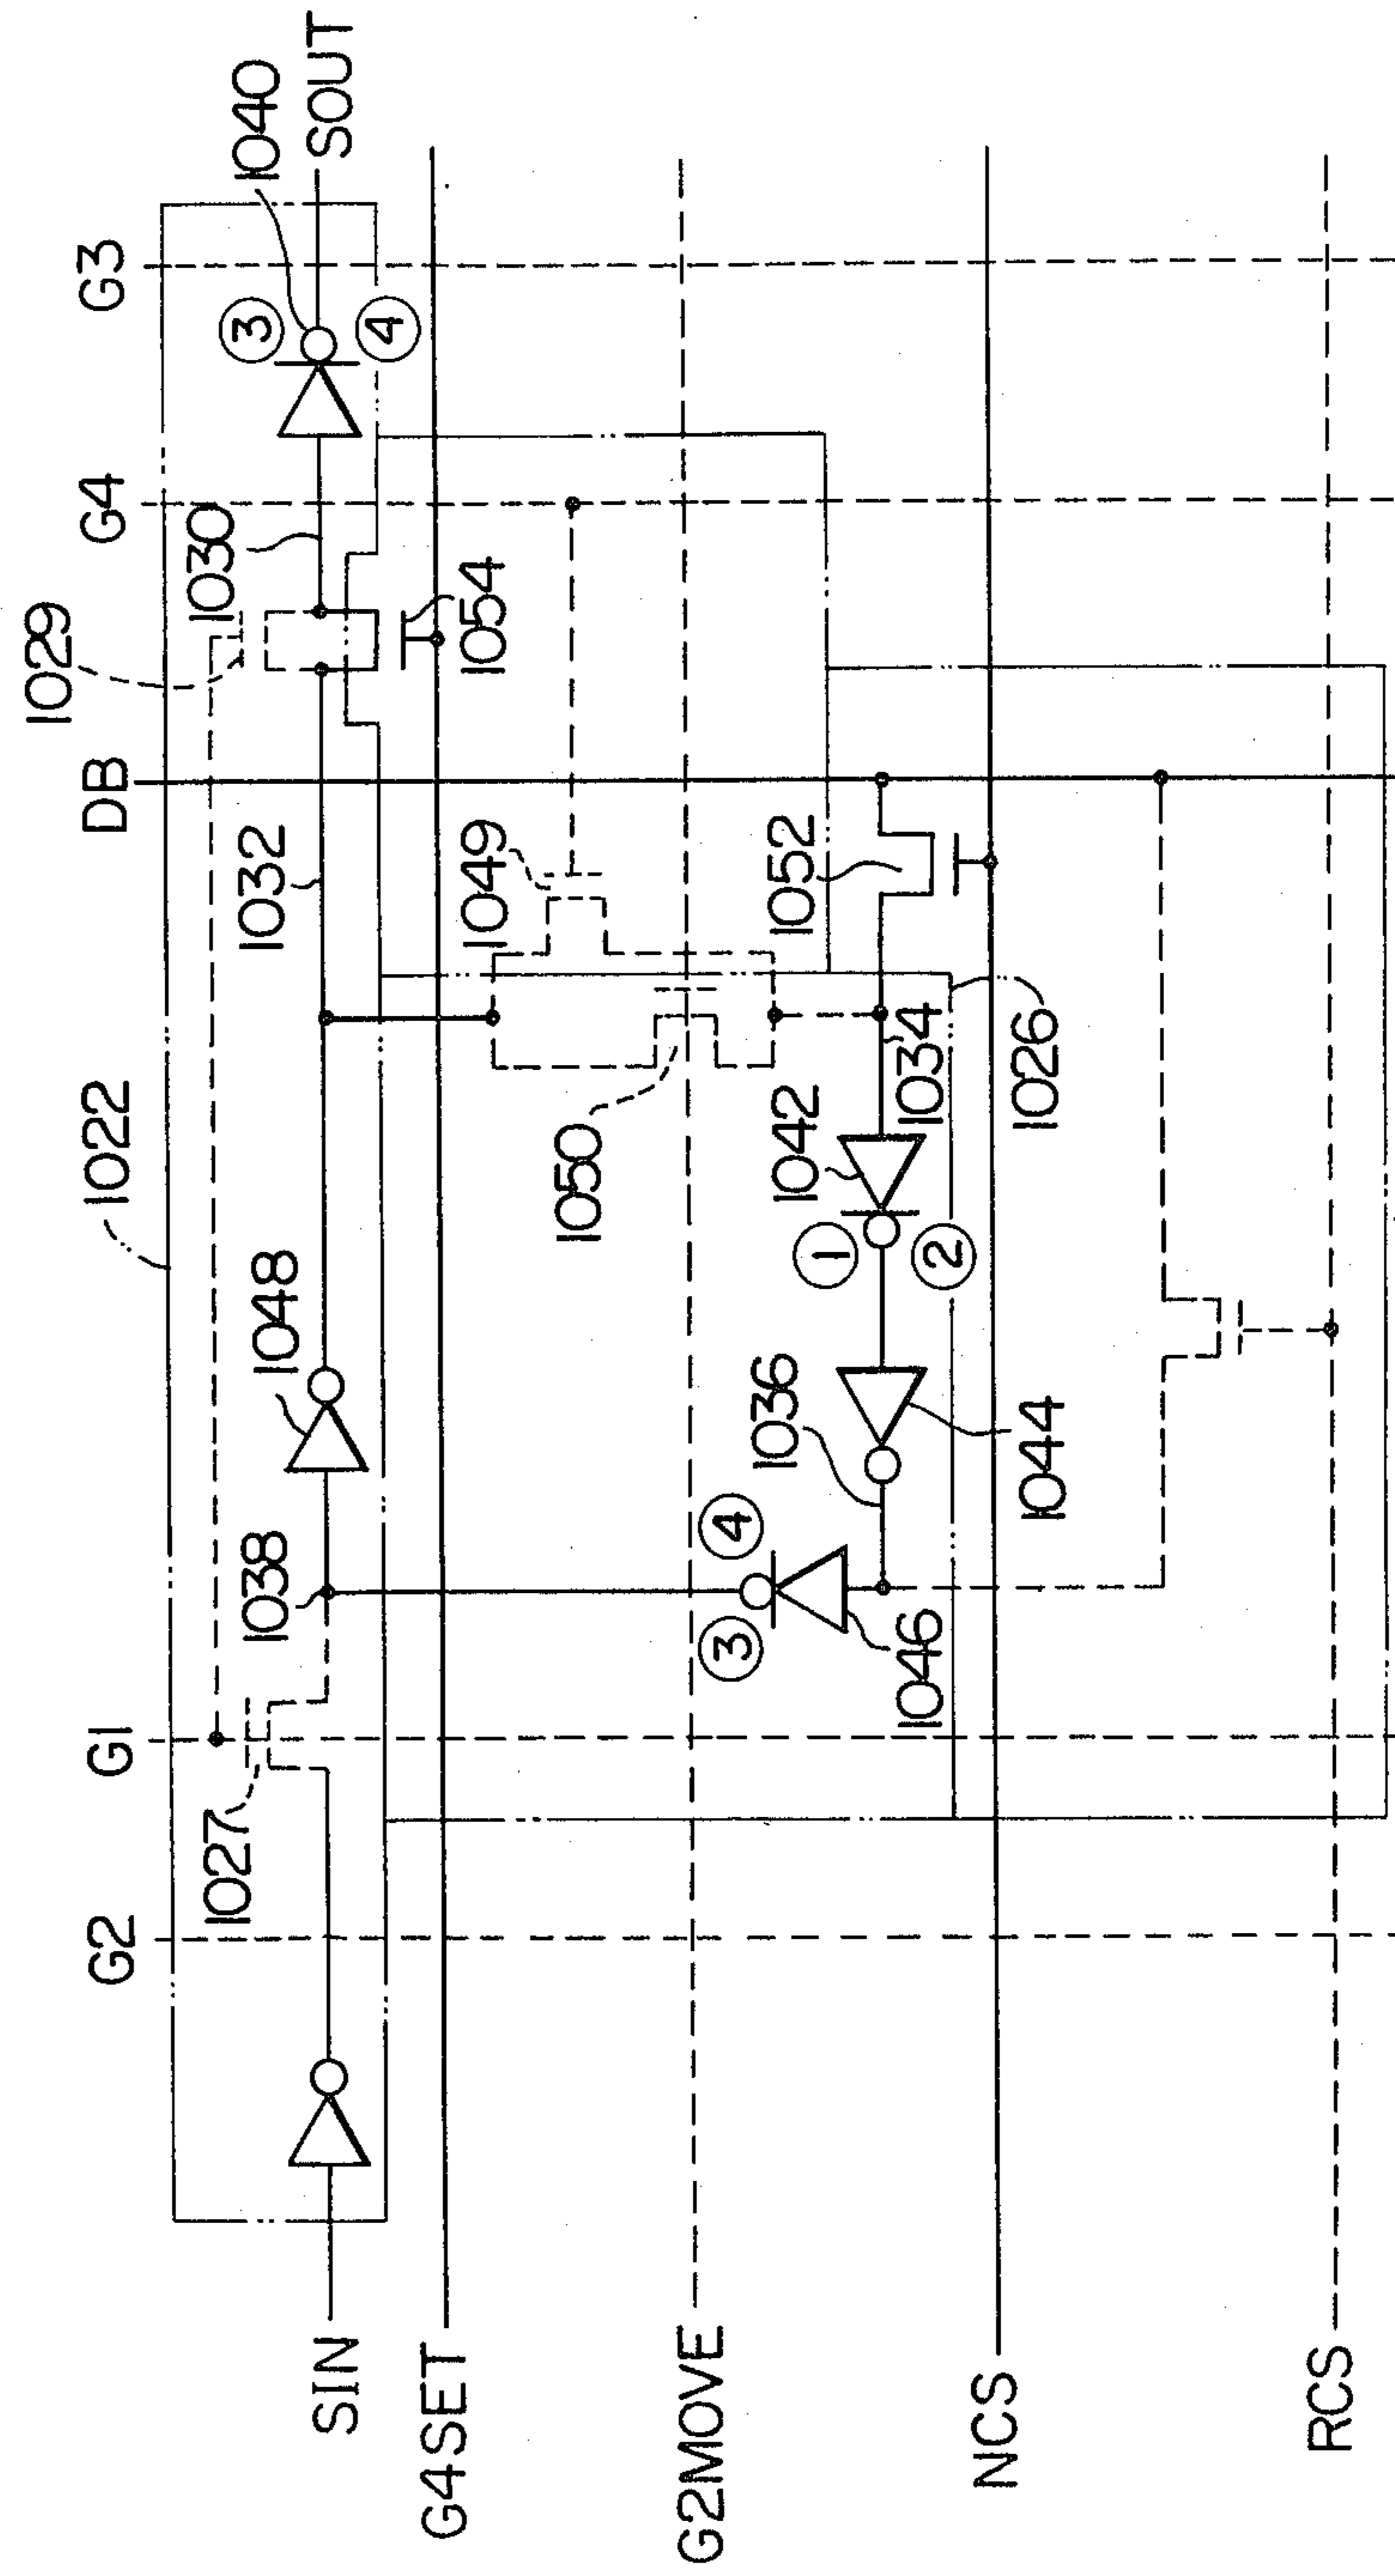 G2
G1
1022
DB
G4
G3
1027
1038
1048
1032
1029
1030
③
1040
SIN
SOUT
④
G4SET
1054
1049
1050
G2MOVE
③
④
1036
1042
1052
①
1046
1034
②
1044
1026
NCS
RCS